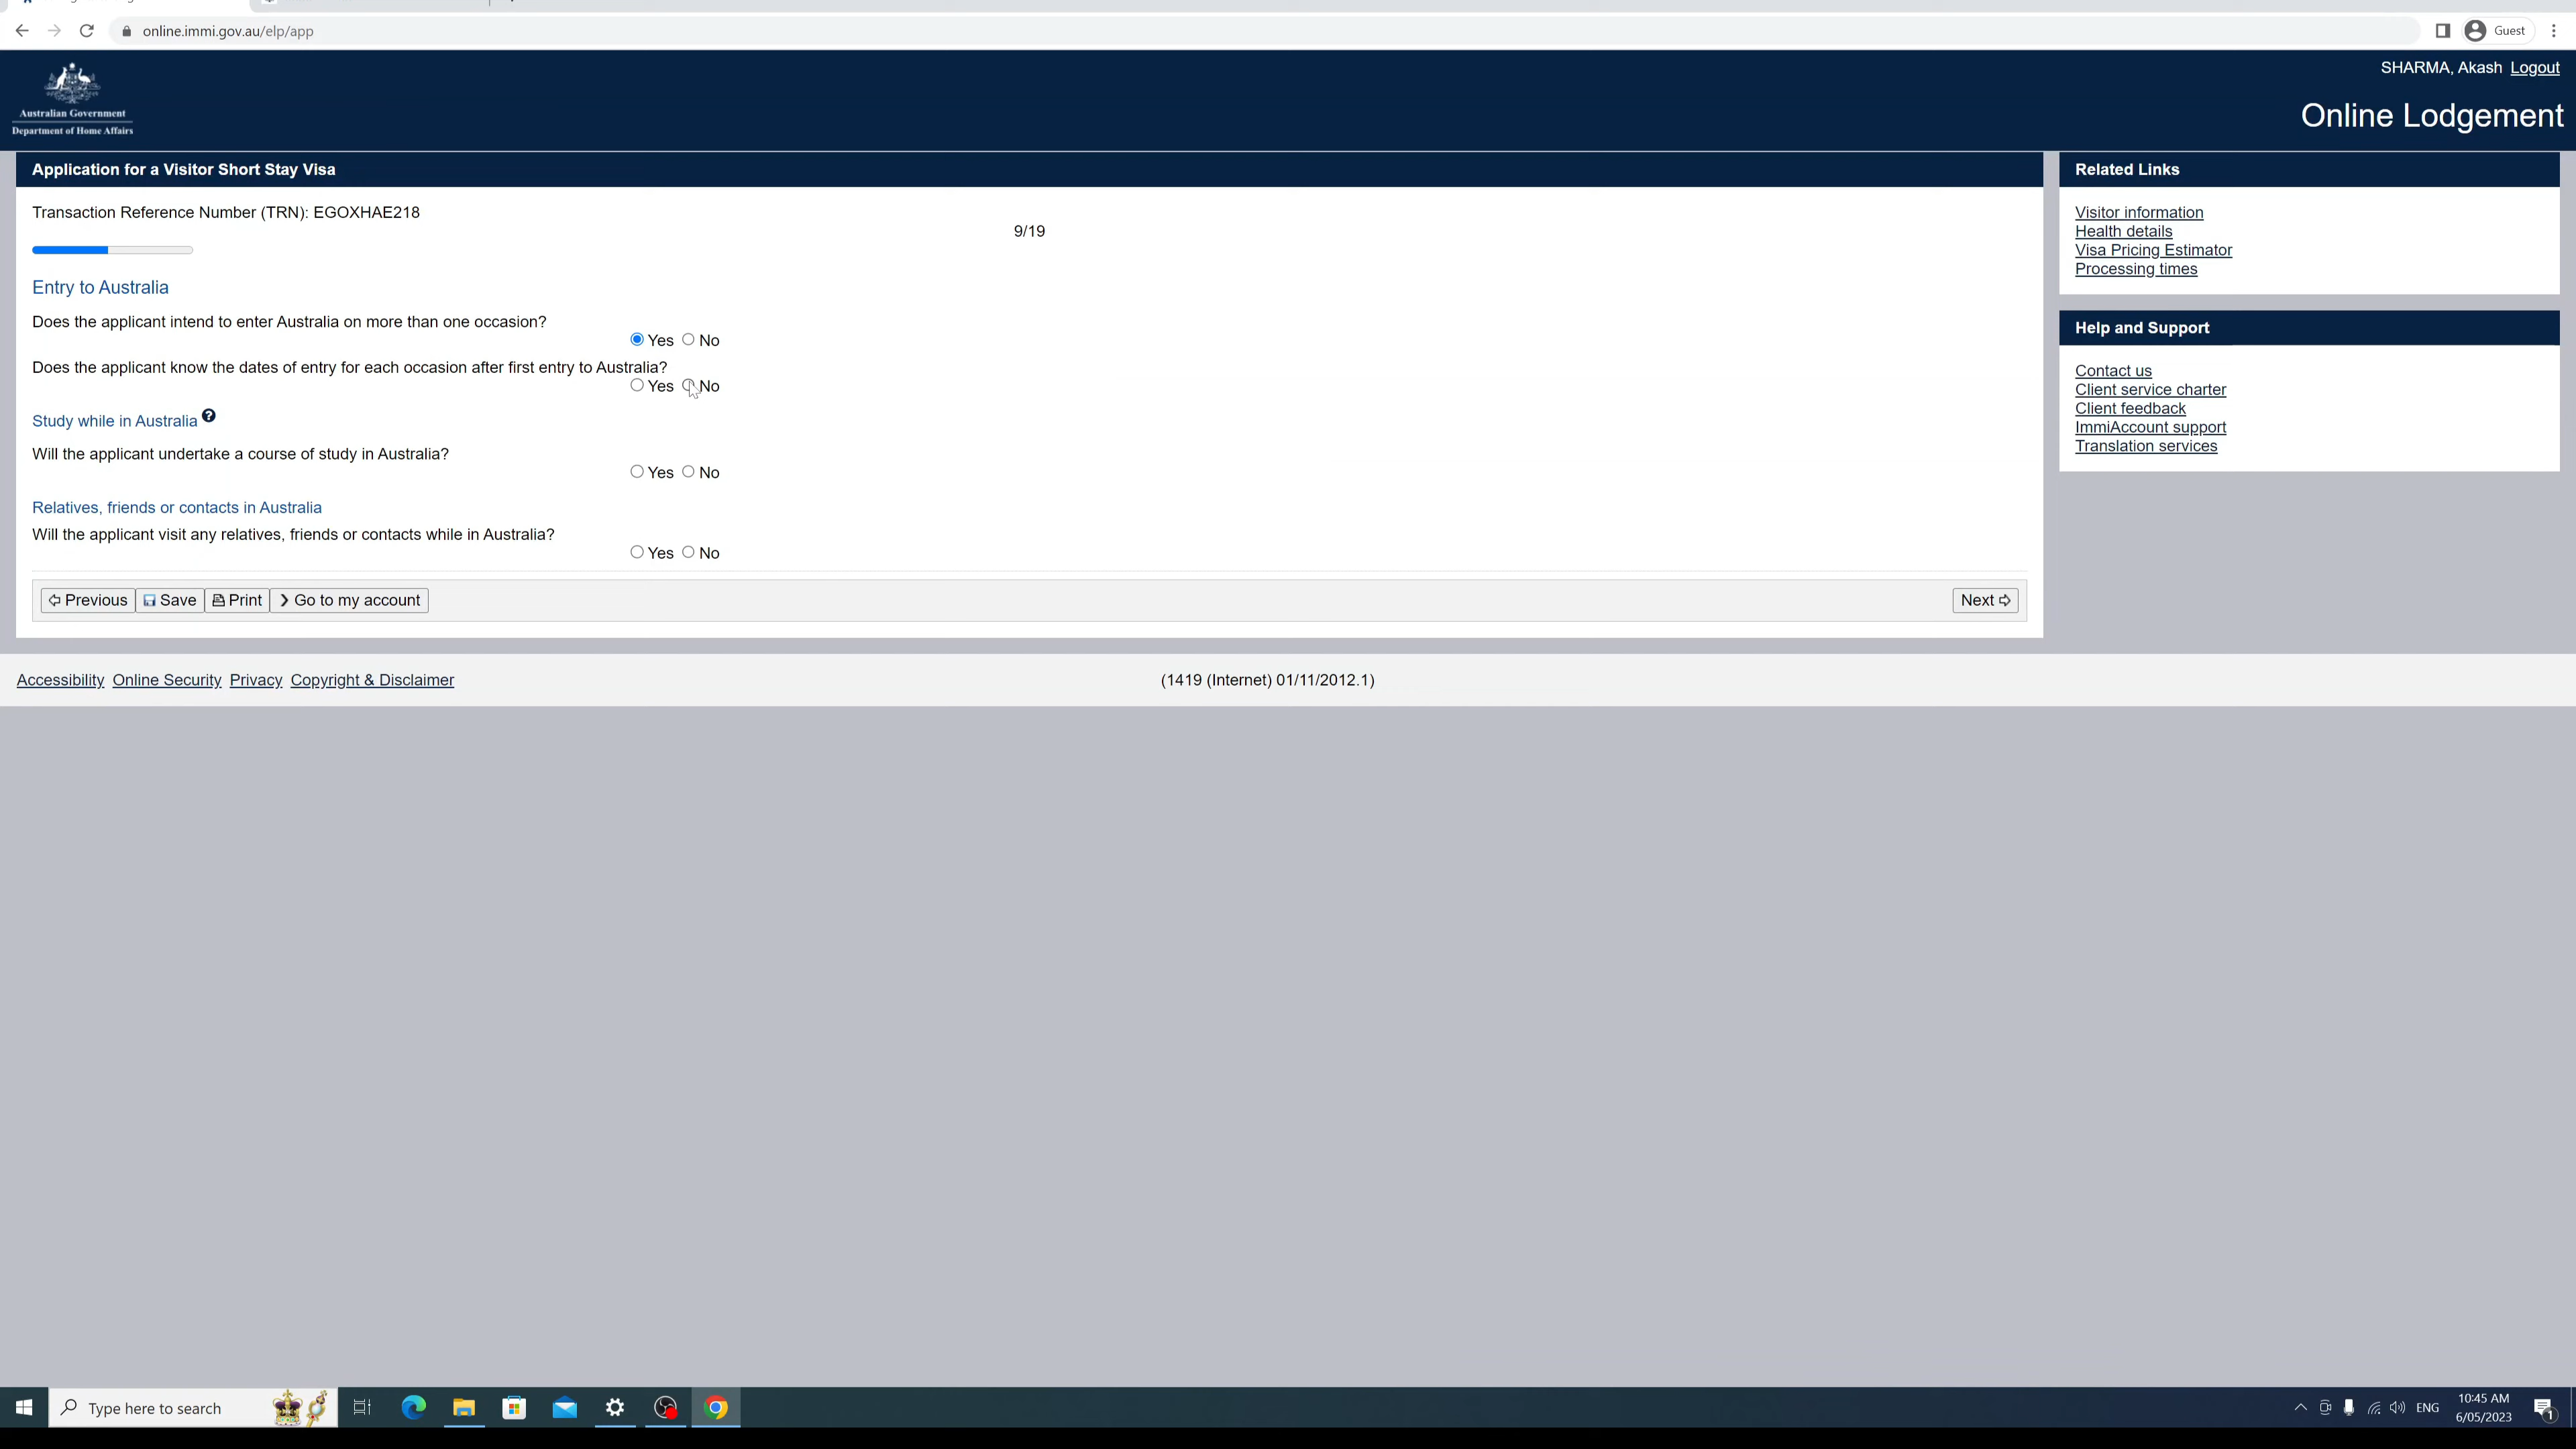 online.immi.gov.au/elp/app
Guest
SHARMA, Akash Logout
Australian Government
Department of Home Affairs
Online Lodgement
Application for a Visitor Short Stay Visa
Transaction Reference Number (TRN): EGOXHAE218
9/19
Entry to Australia
Does the applicant intend to enter Australia on more than one occasion?
Yes No
Does the applicant know the dates of entry for each occasion after first entry to Australia?
Yes No
Study while in Australia ?
Will the applicant undertake a course of study in Australia?
Yes No
Relatives, friends or contacts in Australia
Will the applicant visit any relatives, friends or contacts while in Australia?
Yes No
Previous Save Print Go to my account Next
Related Links
Visitor information
Health details
Visa Pricing Estimator
Processing times
Help and Support
Contact us
Client service charter
Client feedback
ImmiAccount support
Translation services
Accessibility Online Security Privacy Copyright & Disclaimer (1419 (Internet) 01/11/2012.1)
Type here to search
ENG
10:45 AM
6/05/2023
1